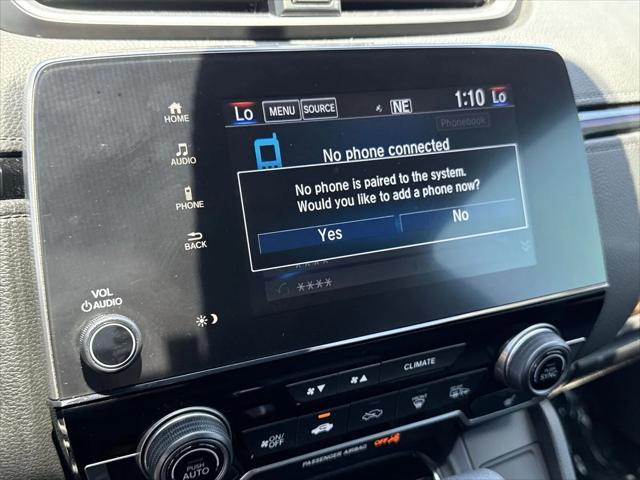 Lo MENU SOURCE NE 1:10 Lo
HOME
Phonebook
No phone connected
AUDIO
No phone is paired to the system.
Would you like to add a phone now?
PHONE
Yes No
BACK
****
****
VOL
AUDIO
CLIMATE
PUSH
SYNC
ON/
OFF
PASSENGER AIRBAG OFF
PUSH
AUTO